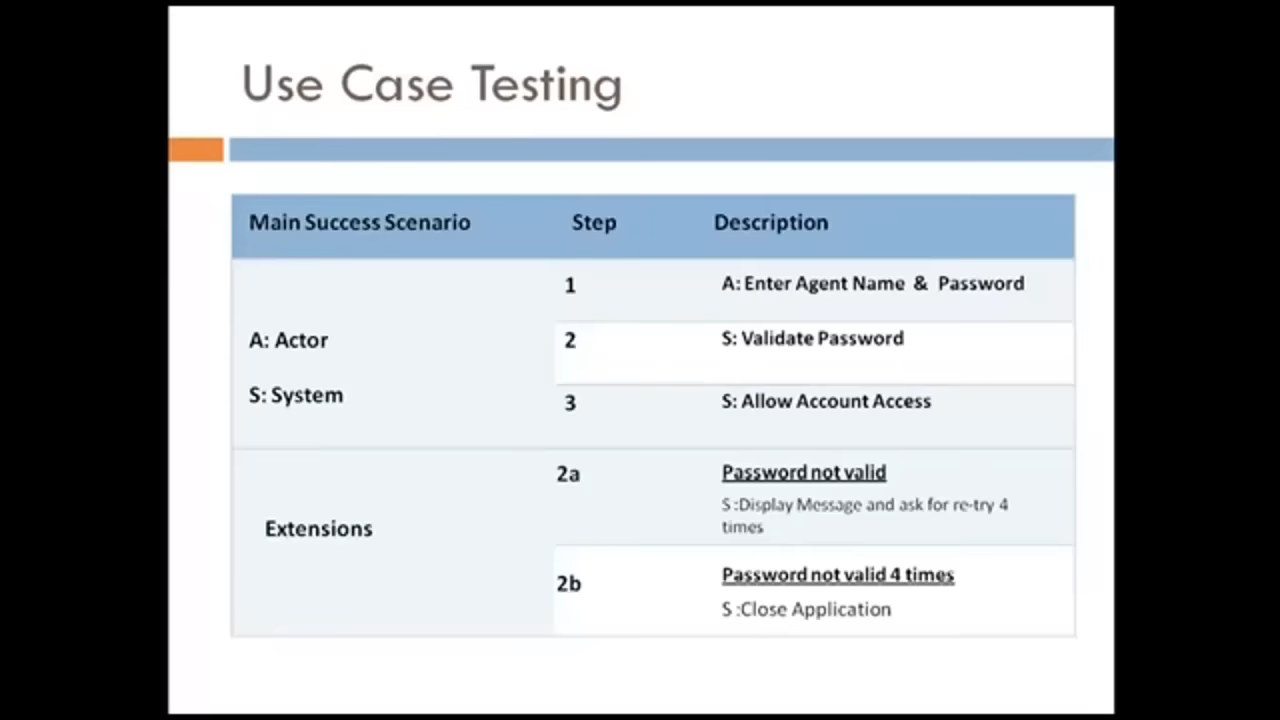 Use Case Testing
Main Success Scenario Step Description
1 A: Enter Agent Name & Password
A: Actor 2 S: Validate Password
S: System 3 S: Allow Account Access
2a Password not valid
S :Display Message and ask for re-try 4
times
Extensions
2b Password not valid 4 times
S :Close Application